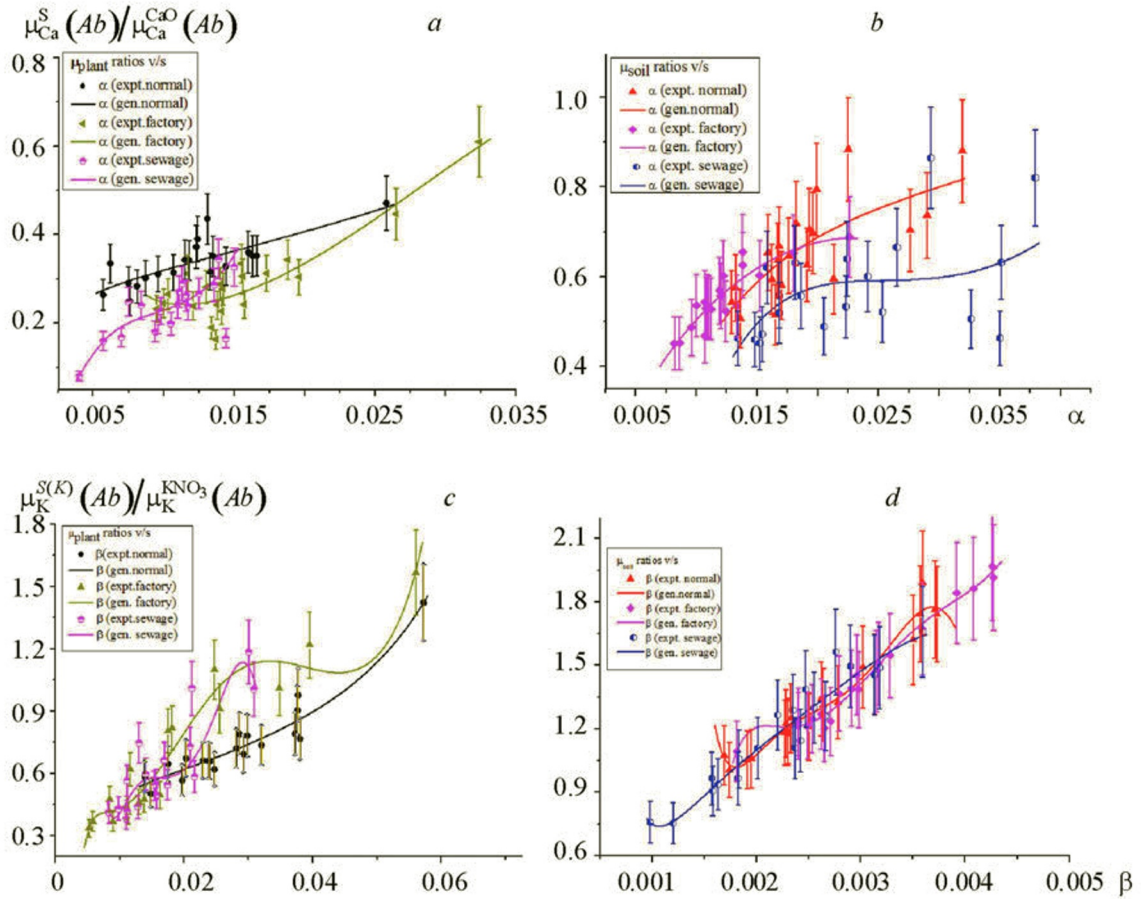 μ^S_Ca (Ab)/μ^CaO_Ca (Ab)
a
0.8
0.6
0.4
0.2
μplant ratios v/s
α (expt.normal)
α (gen.normal)
α (expt.factory)
α (gen. factory)
α (expt.sewage)
α (gen. sewage)
0.005 0.015 0.025 0.035
b
1.0
0.8
0.6
0.4
μsoil ratios v/s
α (expt. normal)
α (gen.normal)
α (expt. factory)
α (gen. factory)
α (expt. sewage)
α (gen. sewage)
0.005 0.015 0.025 0.035 α
μ^S(K)_K (Ab)/μ^KNO3_K (Ab)
c
1.8
1.5
1.2
0.9
0.6
0.3
μplant ratios v/s
β(expt.normal)
β (gen.normal)
β (expt.factory)
β (gen. factory)
β (expt.sewage)
β (gen. sewage)
0 0.02 0.04 0.06
d
2.1
1.8
1.5
1.2
0.9
0.6
μ ratios v/s
β (expt. normal)
β (gen.normal)
β (expt. factory)
β (gen. factory)
β (expt. sewage)
β (gen. sewage)
0.001 0.002 0.003 0.004 0.005 β